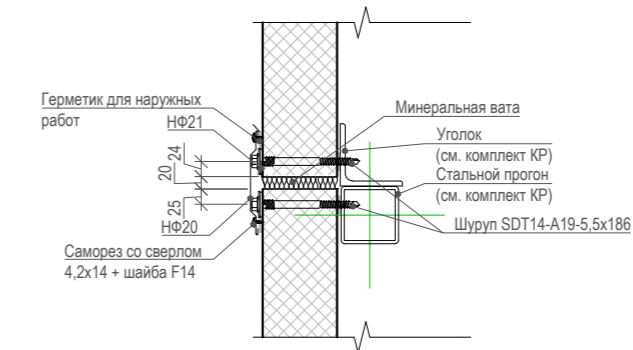 Герметик для наружных
работ
НФ21
24
20
25
НФ20
Саморез со сверлом
4,2х14 + шайба F14
Минеральная вата
Уголок
(см. комплект КР)
Стальной прогон
(см. комплект КР)
Шуруп SDT14-A19-5,5х186